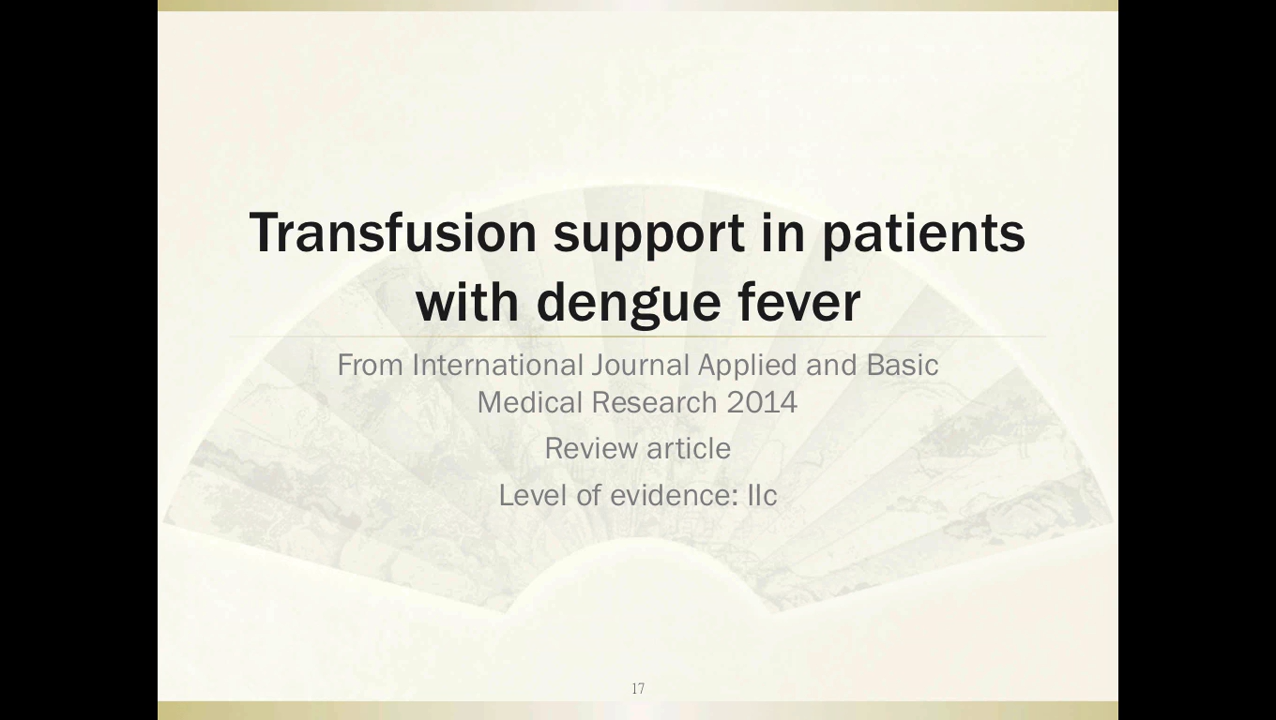 Transfusion support in patients
with dengue fever
From International Journal Applied and Basic
Medical Research 2014
Review article
Level of evidence: IIc
17